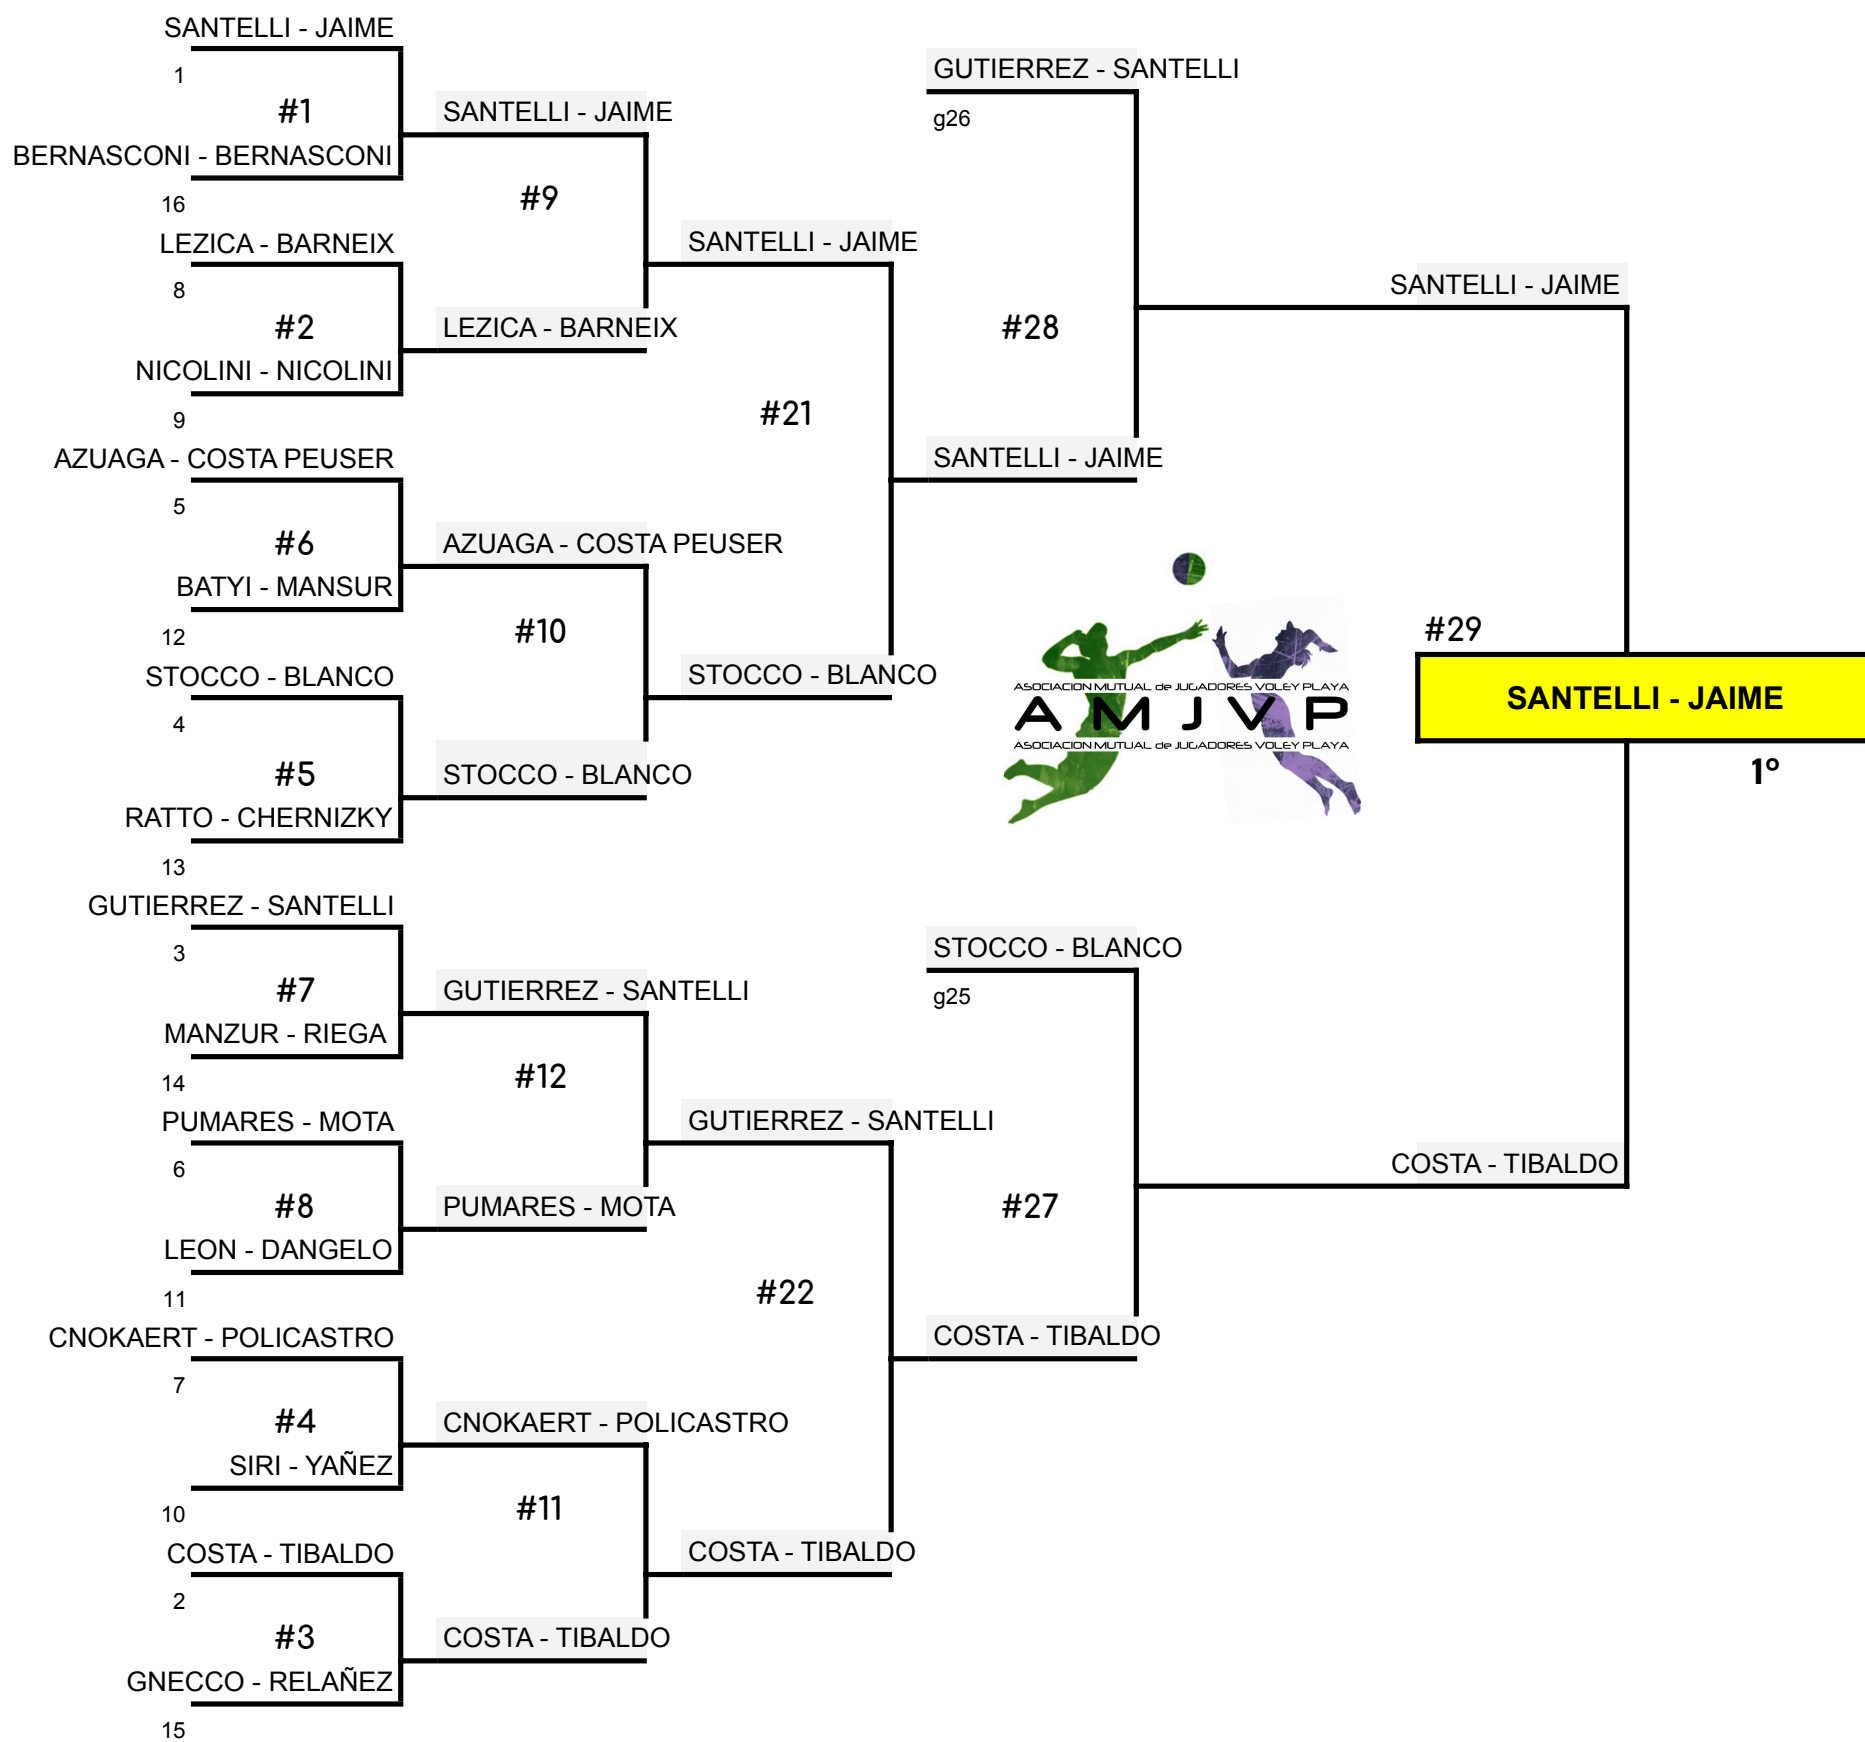 SANTELLI - JAIME
1
#1
BERNASCONI - BERNASCONI
16
LEZICA - BARNEIX
8
#2
NICOLINI - NICOLINI
9
AZUAGA - COSTA PEUSER
5
#6
BATYI - MANSUR
12
STOCCO - BLANCO
4
#5
RATTO - CHERNIZKY
13
GUTIERREZ - SANTELLI
3
#7
MANZUR - RIEGA
14
PUMARES - MOTA
6
#8
LEON - DANGELO
11
CNOKAERT - POLICASTRO
7
#4
SIRI - YAÑEZ
10
COSTA - TIBALDO
2
#3
GNECCO - RELAÑEZ
15
SANTELLI - JAIME
#9
LEZICA - BARNEIX
AZUAGA - COSTA PEUSER
#10
STOCCO - BLANCO
GUTIERREZ - SANTELLI
#12
PUMARES - MOTA
CNOKAERT - POLICASTRO
#11
COSTA - TIBALDO
SANTELLI - JAIME
#21
STOCCO - BLANCO
GUTIERREZ - SANTELLI
#22
COSTA - TIBALDO
GUTIERREZ - SANTELLI
g26
#28
SANTELLI - JAIME
ASOCIACION MUTUAL de JUGADORES VOLEY PLAYA
AMJVP
ASOCIACION MUTUAL de JUGADORES VOLEY PLAYA
STOCCO - BLANCO
g25
#27
COSTA - TIBALDO
SANTELLI - JAIME
#29
SANTELLI - JAIME
1º
COSTA - TIBALDO